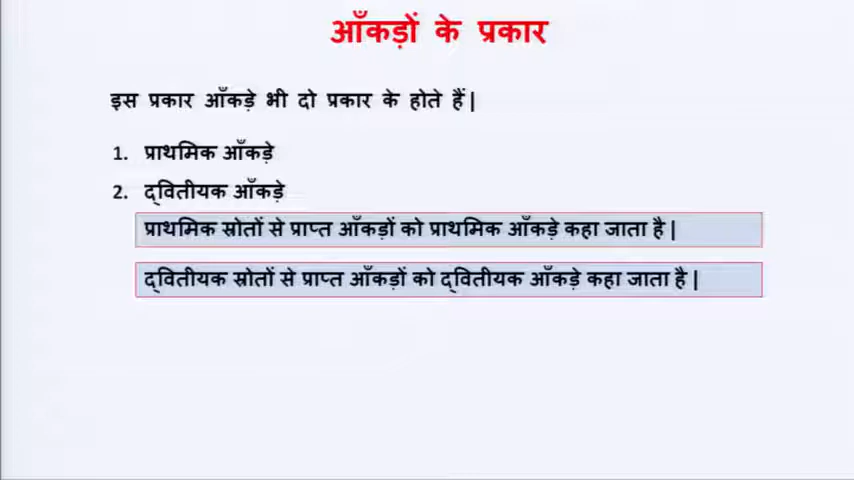 आँकड़ों के प्रकार
इस प्रकार आँकड़े भी दो प्रकार के होते हैं|
1. प्राथमिक आँकड़े
2. द्वितीयक आँकड़े
प्राथमिक स्रोतों से प्राप्त आँकड़ों को प्राथमिक आँकड़े कहा जाता है|
द्वितीयक स्रोतों से प्राप्त आँकड़ों को द्वितीयक आँकड़े कहा जाता है|